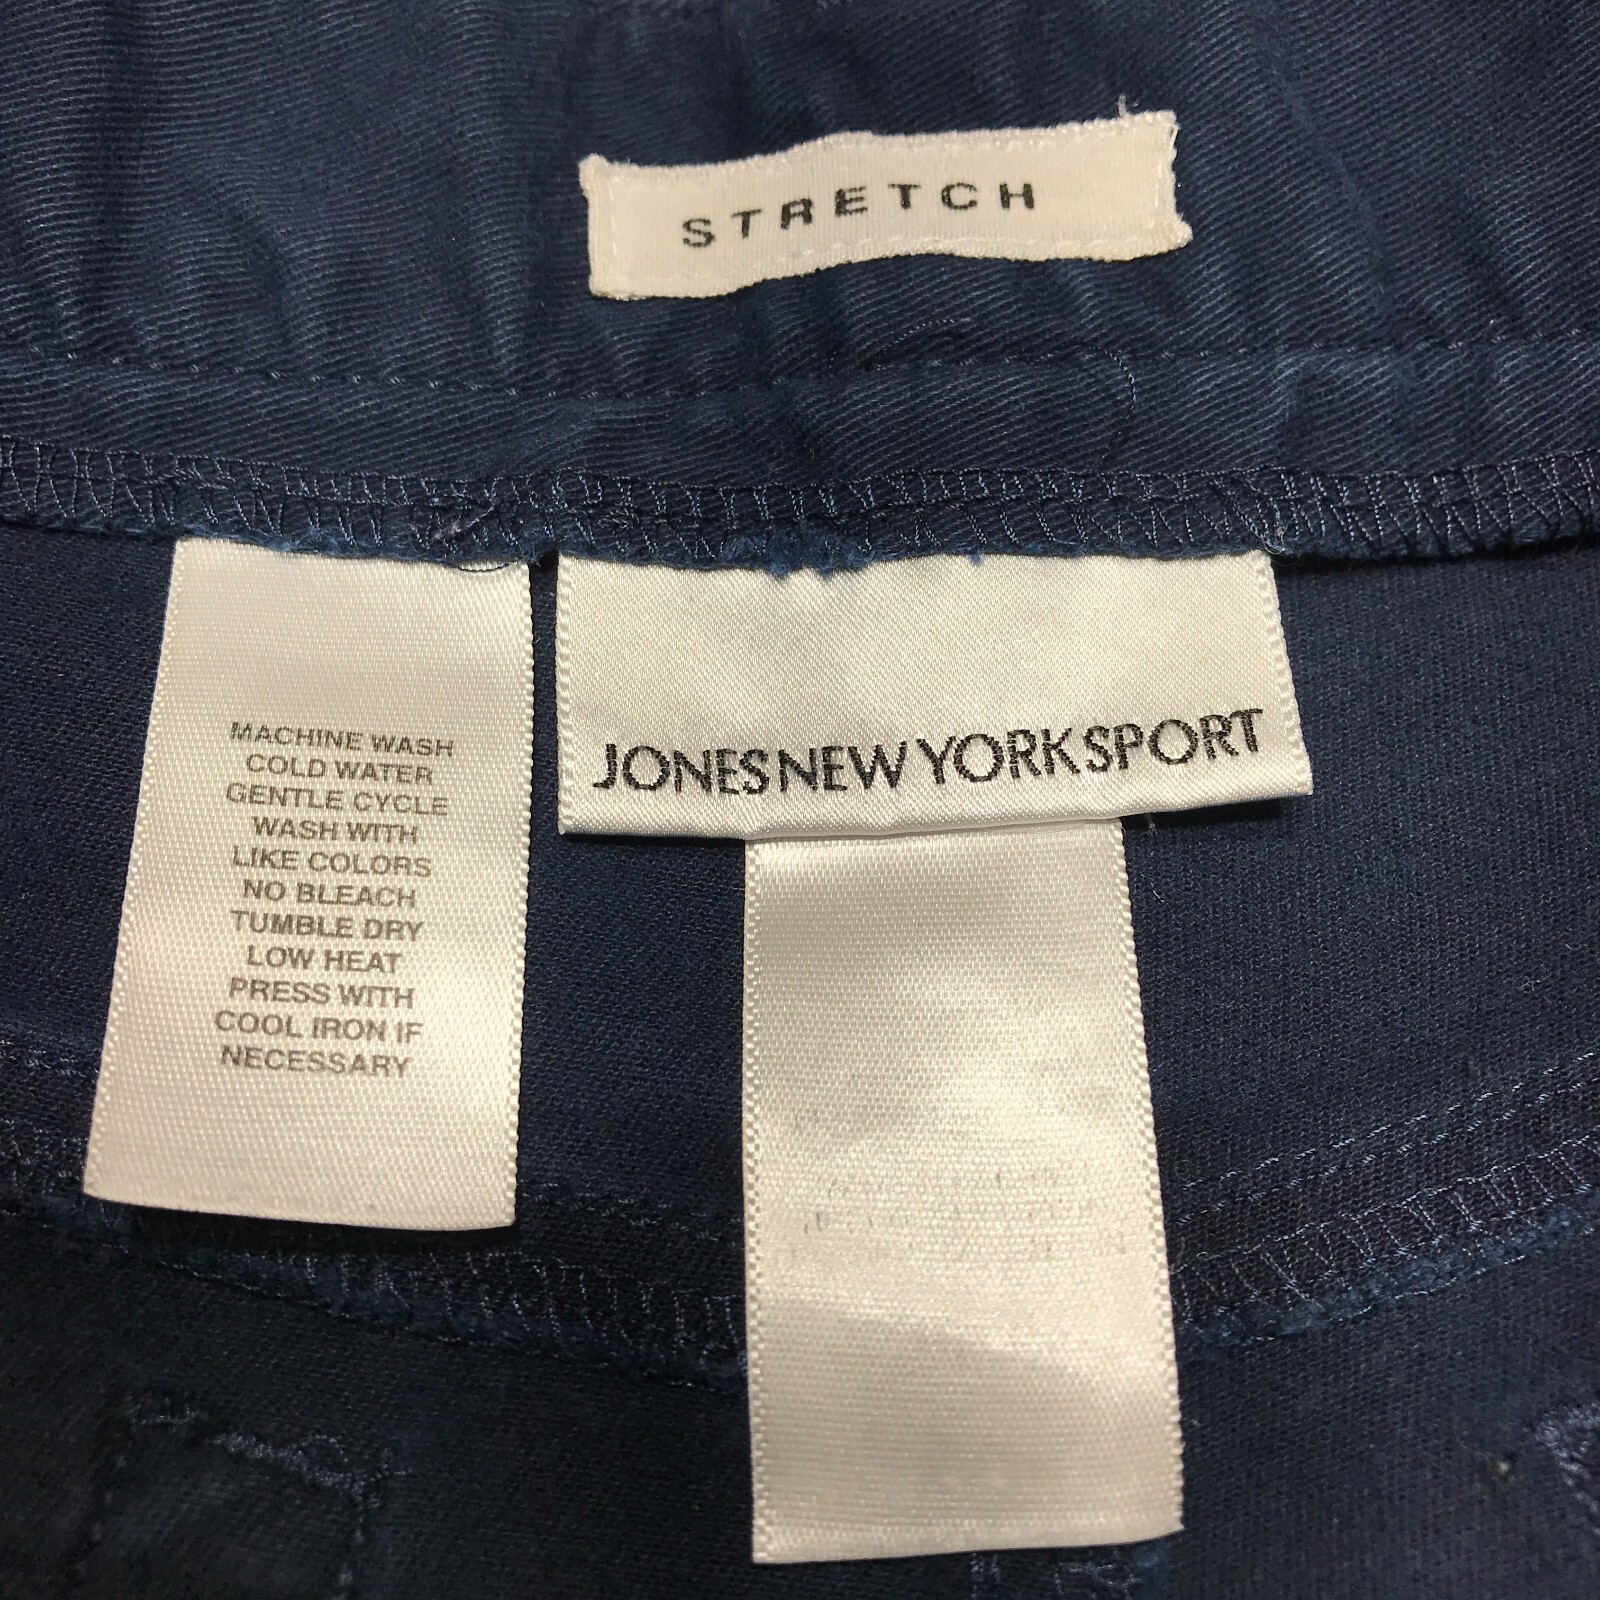 STRETCH
JONES NEW YORK SPORT
MACHINE WASH
COLD WATER
GENTLE CYCLE
WASH WITH
LIKE COLORS
NO BLEACH
TUMBLE DRY
LOW HEAT
PRESS WITH
COOL IRON IF
NECESSARY